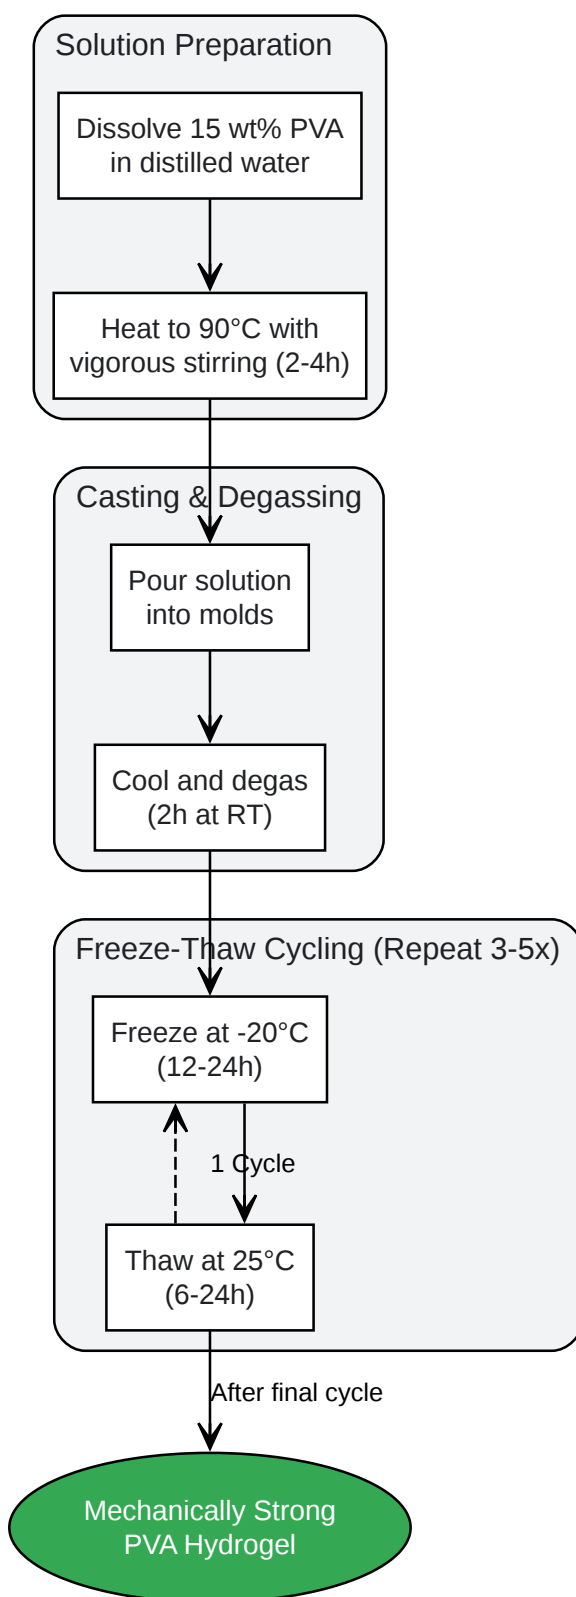 Solution Preparation
Dissolve 15 wt% PVA
in distilled water
Heat to 90°C with
vigorous stirring (2-4h)
Casting & Degassing
Pour solution
into molds
Cool and degas
(2h at RT)
Freeze-Thaw Cycling (Repeat 3-5x)
Freeze at -20°C
(12-24h)
1 Cycle
Thaw at 25°C
(6-24h)
After final cycle
Mechanically Strong
PVA Hydrogel